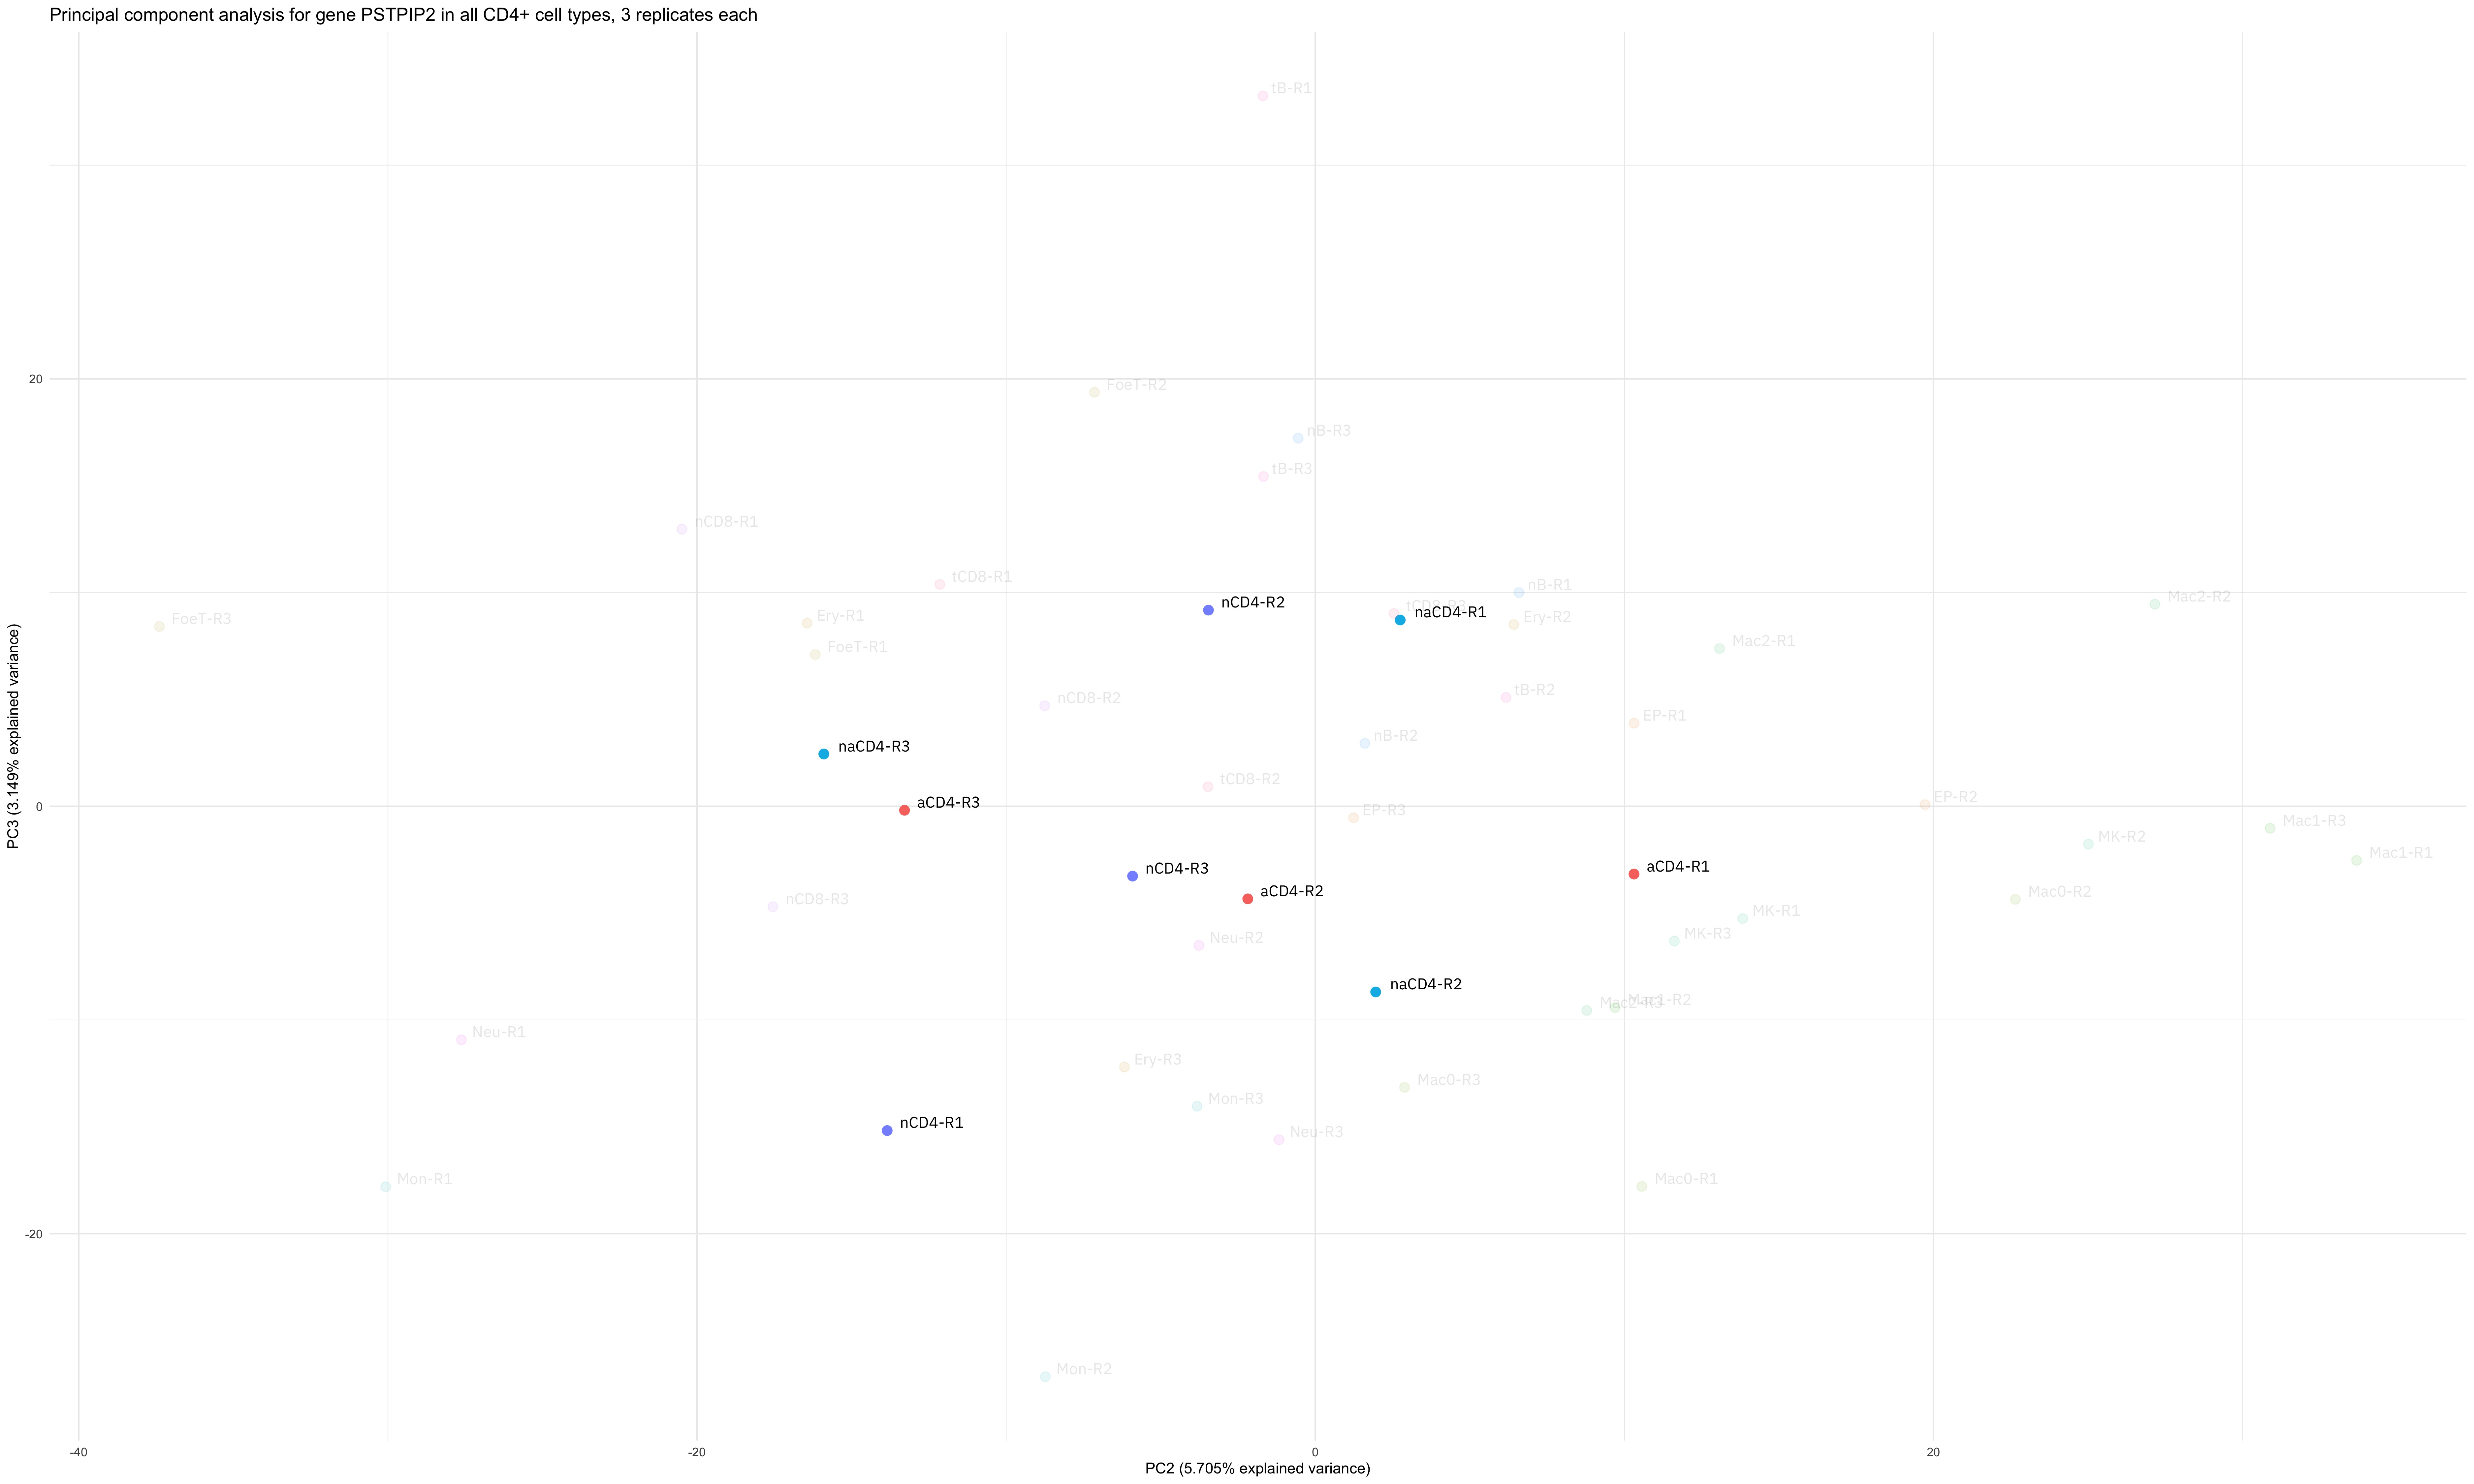 Principal component analysis for gene PSTPIP2 in all CD4+ cell types, 3 replicates each
tB-R1
20
FoeT-R2
nB-R3
tB-R3
nCD8-R1
tCD8-R1
nB-R1
Mac2-R2
nCD4-R2
naCD4-R1
Ery-R1
Ery-R2
FoeT-R3
Mac2-R1
FoeT-R1
tB-R2
nCD8-R2
EP-R1
nB-R2
naCD4-R3
tCD8-R2
EP-R2
0
aCD4-R3
EP-R3
Mac1-R3
MK-R2
Mac1-R1
aCD4-R1
nCD4-R3
aCD4-R2
Mac0-R2
nCD8-R3
MK-R1
MK-R3
Neu-R2
naCD4-R2
Mac2-R3
Mac1-R2
Neu-R1
Ery-R3
Mac0-R3
Mon-R3
nCD4-R1
Neu-R3
Mon-R1
Mac0-R1
-20
Mon-R2
PC3 (3.149% explained variance)
-40
-20
0
20
PC2 (5.705% explained variance)